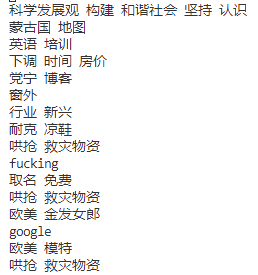 科学发展观 构建 和谐社会 坚持 认识
蒙古国 地图
英语 培训
下调 时间 房价
党宁 博客
窗外
行业 新兴
耐克 凉鞋
哄抢 救灾物资
fucking
取名 免费
哄抢 救灾物资
欧美 金发女郎
google
欧美 模特
哄抢 救灾物资